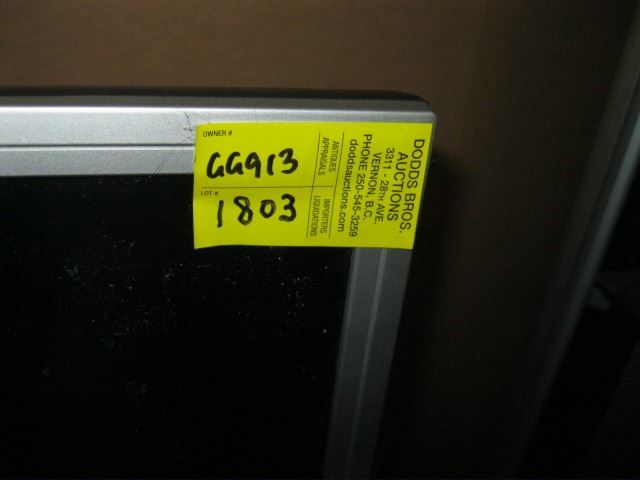 OWNER #
GG913
LOT #
1803
ANTIQUES
APPRAISALS
IMPORTERS
LIQUIDATIONS
DODDS BROS.
AUCTIONS
3311 - 28TH AVE.
VERNON, B.C.
PHONE 250-545-3259
doddsauctions.com